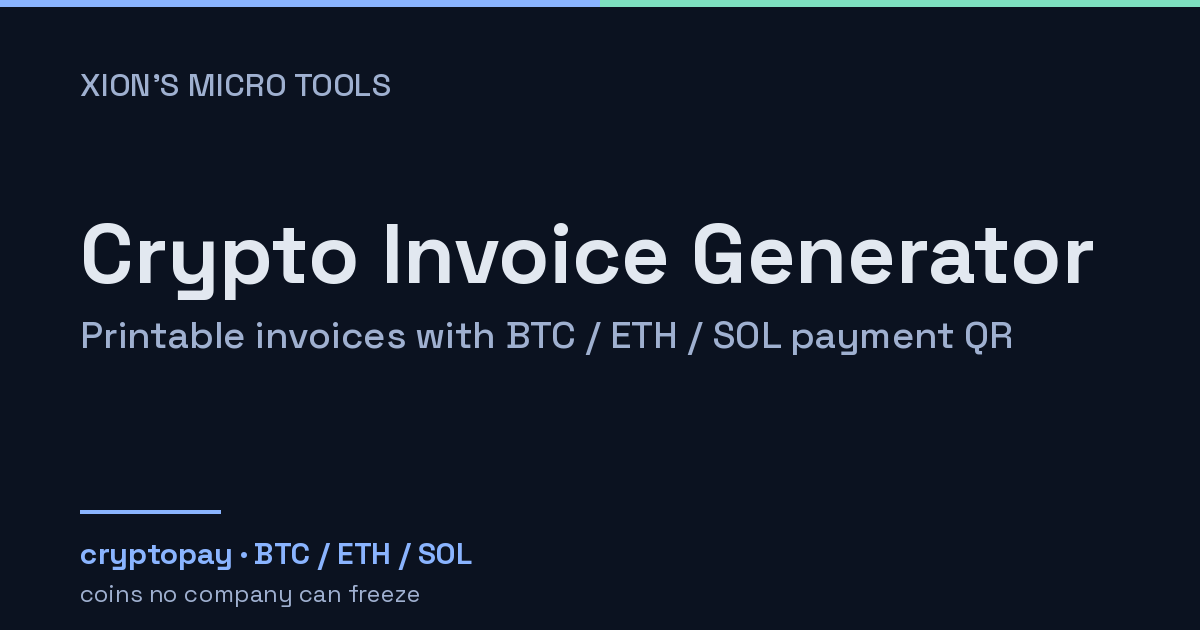 XION’S MICRO TOOLS
Crypto Invoice Generator
Printable invoices with BTC / ETH / SOL payment QR
cryptopay · BTC / ETH / SOL
coins no company can freeze